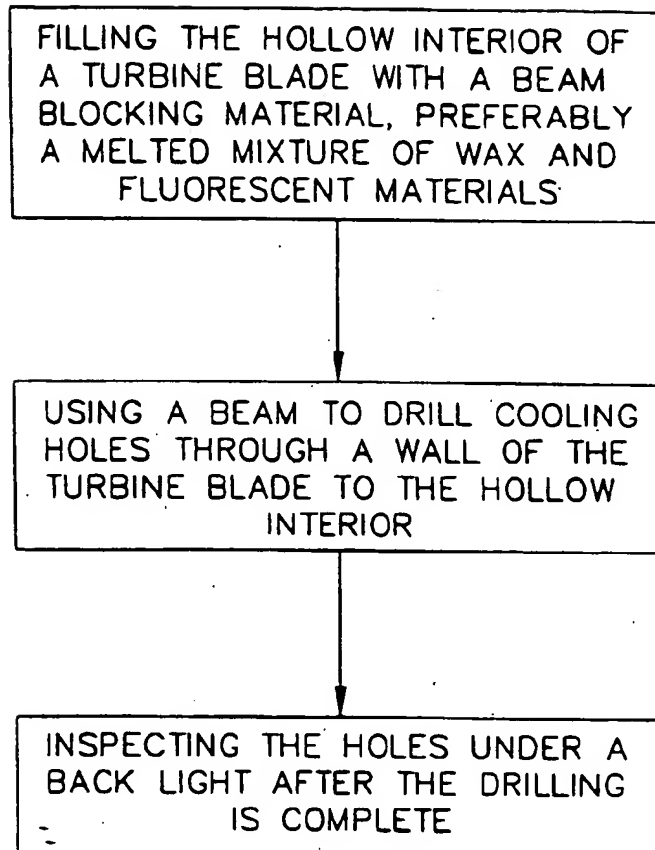 FILLING THE HOLLOW INTERIOR OF
A TURBINE BLADE WITH A BEAM
BLOCKING MATERIAL, PREFERABLY
A MELTED MIXTURE OF WAX AND
FLUORESCENT MATERIALS
USING A BEAM TO DRILL COOLING
HOLES THROUGH A WALL OF THE
TURBINE BLADE TO THE HOLLOW
INTERIOR
INSPECTING THE HOLES UNDER A
BACK LIGHT AFTER THE DRILLING
IS COMPLETE